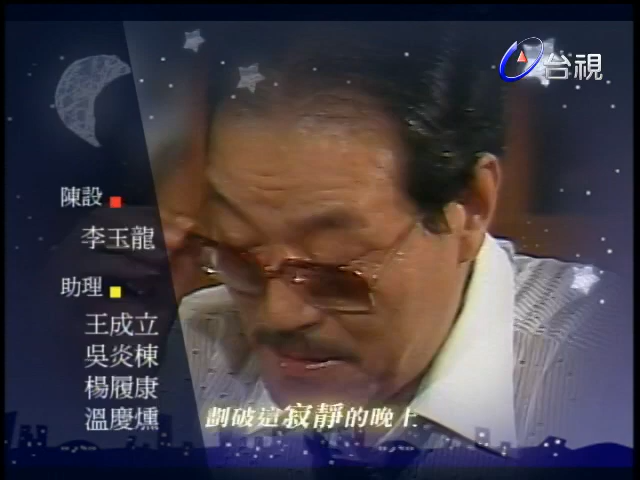 台視
陳設
李玉龍
助理
王成立
吳炎棟
楊履康
溫慶燻
劃破這寂靜的晚上